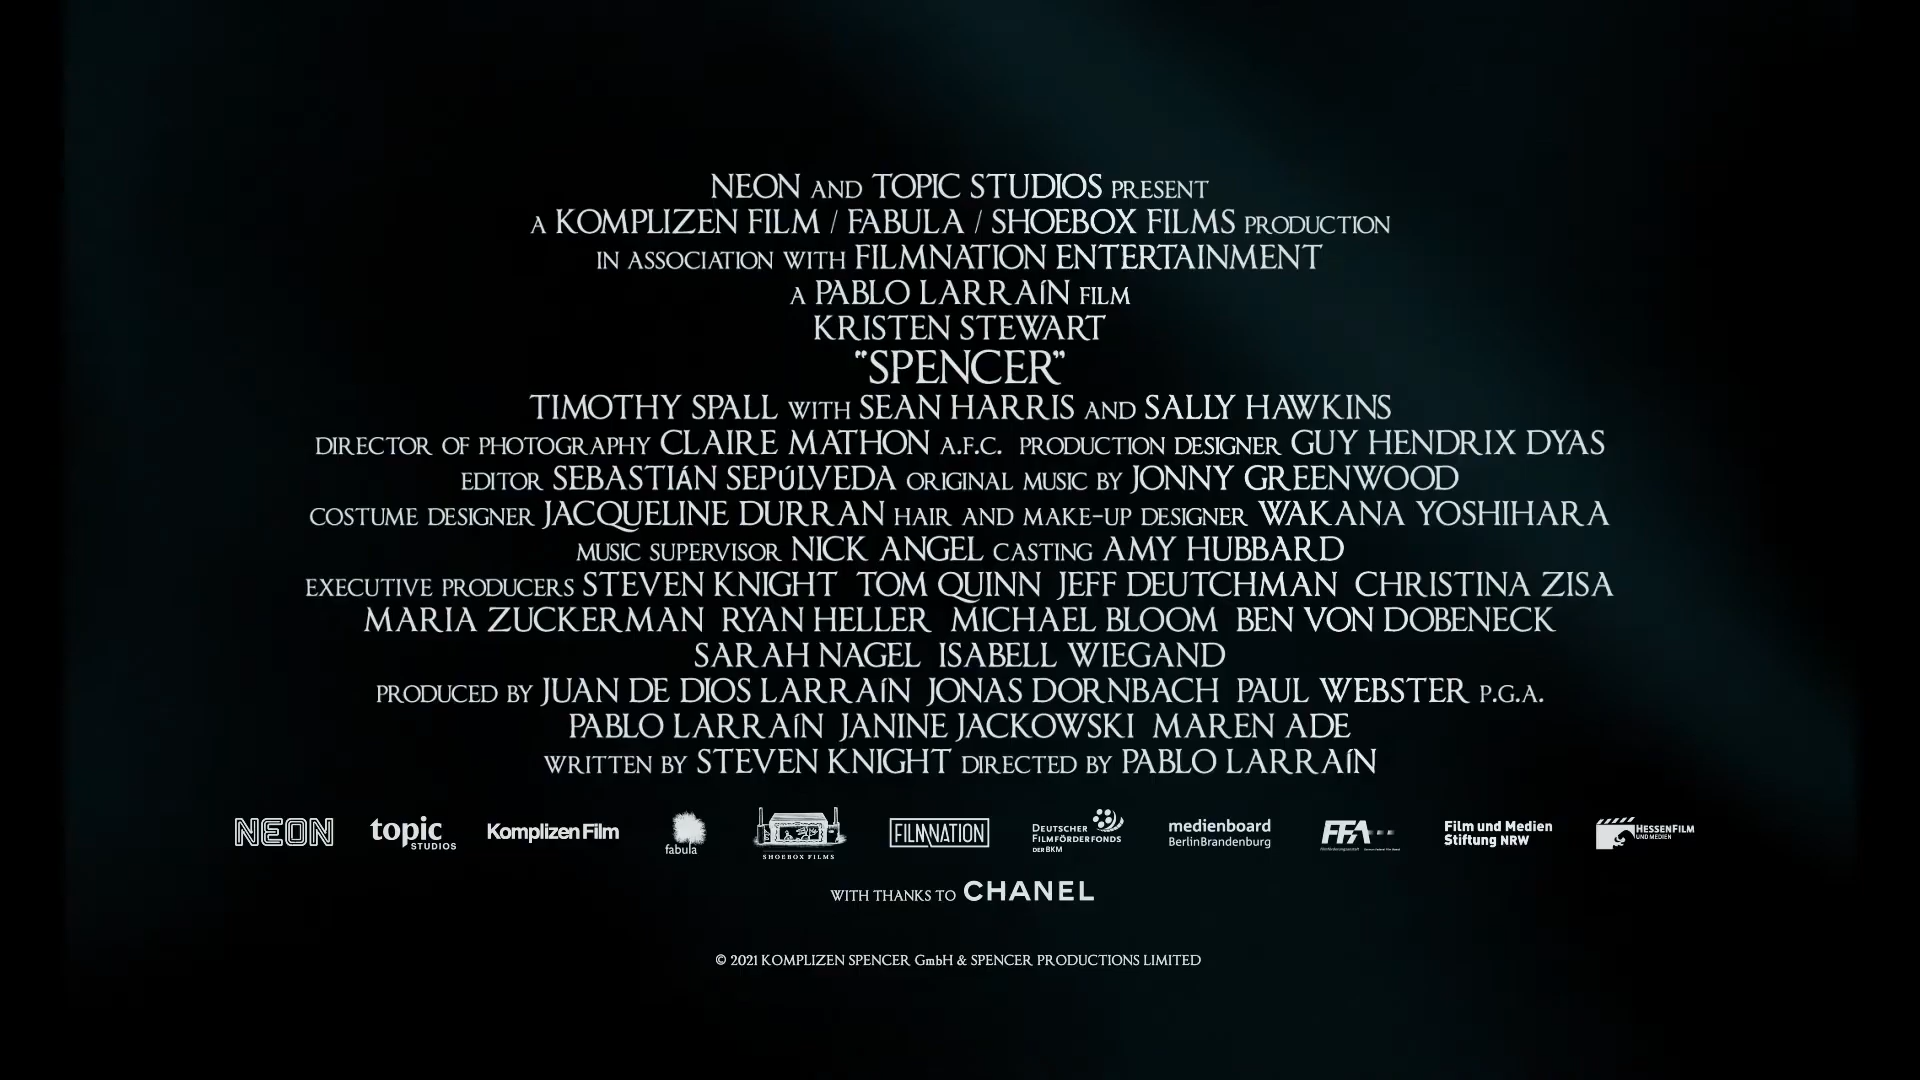 NEON AND TOPIC STUDIOS PRESENT
A KOMPLIZEN FILM / FABULA / SHOEBOX FILMS PRODUCTION
IN ASSOCIATION WITH FILMNATION ENTERTAINMENT
A PABLO LARRAÍN FILM
KRISTEN STEWART
"SPENCER"
TIMOTHY SPALL WITH SEAN HARRIS AND SALLY HAWKINS
DIRECTOR OF PHOTOGRAPHY CLAIRE MATHON A.F.C. PRODUCTION DESIGNER GUY HENDRIX DYAS
EDITOR SEBASTIÁN SEPÚLVEDA ORIGINAL MUSIC BY JONNY GREENWOOD
COSTUME DESIGNER JACQUELINE DURRAN HAIR AND MAKE-UP DESIGNER WAKANA YOSHIHARA
MUSIC SUPERVISOR NICK ANGEL CASTING AMY HUBBARD
EXECUTIVE PRODUCERS STEVEN KNIGHT TOM QUINN JEFF DEUTCHMAN CHRISTINA ZISA
MARIA ZUCKERMAN RYAN HELLER MICHAEL BLOOM BEN VON DOBENECK
SARAH NAGEL ISABELL WIEGAND
PRODUCED BY JUAN DE DIOS LARRAÍN JONAS DORNBACH PAUL WEBSTER P.G.A.
PABLO LARRAÍN JANINE JACKOWSKI MAREN ADE
WRITTEN BY STEVEN KNIGHT DIRECTED BY PABLO LARRAÍN
NEON
topic
STUDIOS
Komplizen Film
fabula
SHOEBOX FILMS
FILMNATION
DEUTSCHER
FILMFÖRDERFONDS
DER BKM
medienboard
BerlinBrandenburg
FFA
Film und Medien
Stiftung NRW
HESSENFILM
UND MEDIEN
WITH THANKS TO CHANEL
© 2021 KOMPLIZEN SPENCER GmbH & SPENCER PRODUCTIONS LIMITED